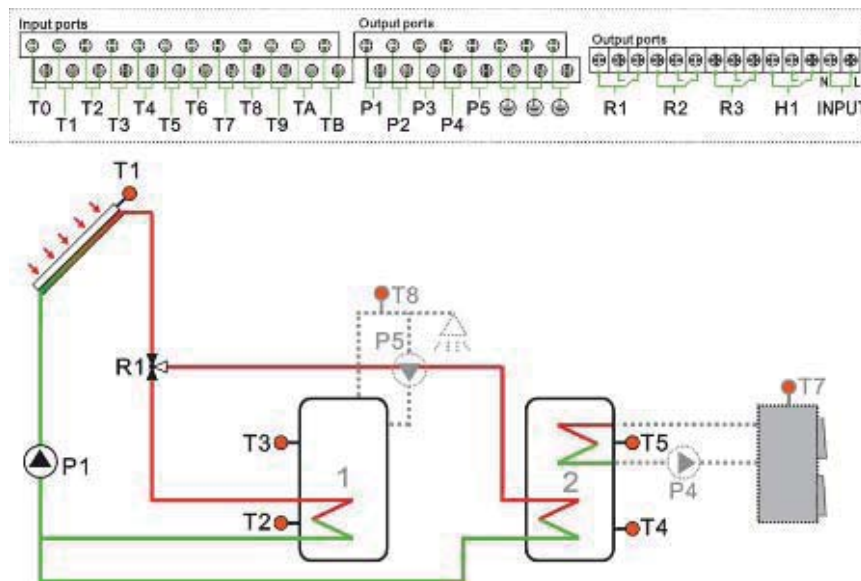 Input ports
Output ports
Output ports
T0 T2 T4 T6 T8 TA P1 P3 P5
T1 T3 T5 T7 T9 TB P2 P4
R1 R2 R3 H1 INPUT
N L
T1
T8
P5
R1
T7
T3
T5
1
2
P1
P4
T2
T4